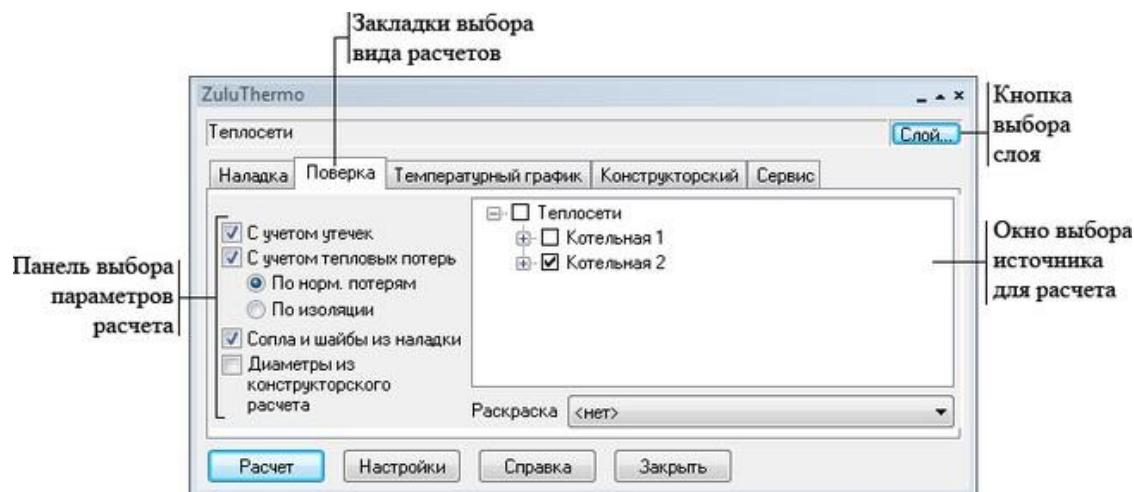 Закладки выбора
вида расчетов
ZuluThermo
Теплосети
Слой...
Кнопка
выбора
слоя
Наладка Поверка Температурный график Конструкторский Сервис
Панель выбора
параметров
расчета
С учетом утечек
С учетом тепловых потерь
По норм. потерям
По изоляции
Сопла и шайбы из наладки
Диаметры из
конструкторского
расчета
Теплосети
Котельная 1
Котельная 2
Окно выбора
источника
для расчета
Раскраска <нет>
Расчет Настройки Справка Закрыть